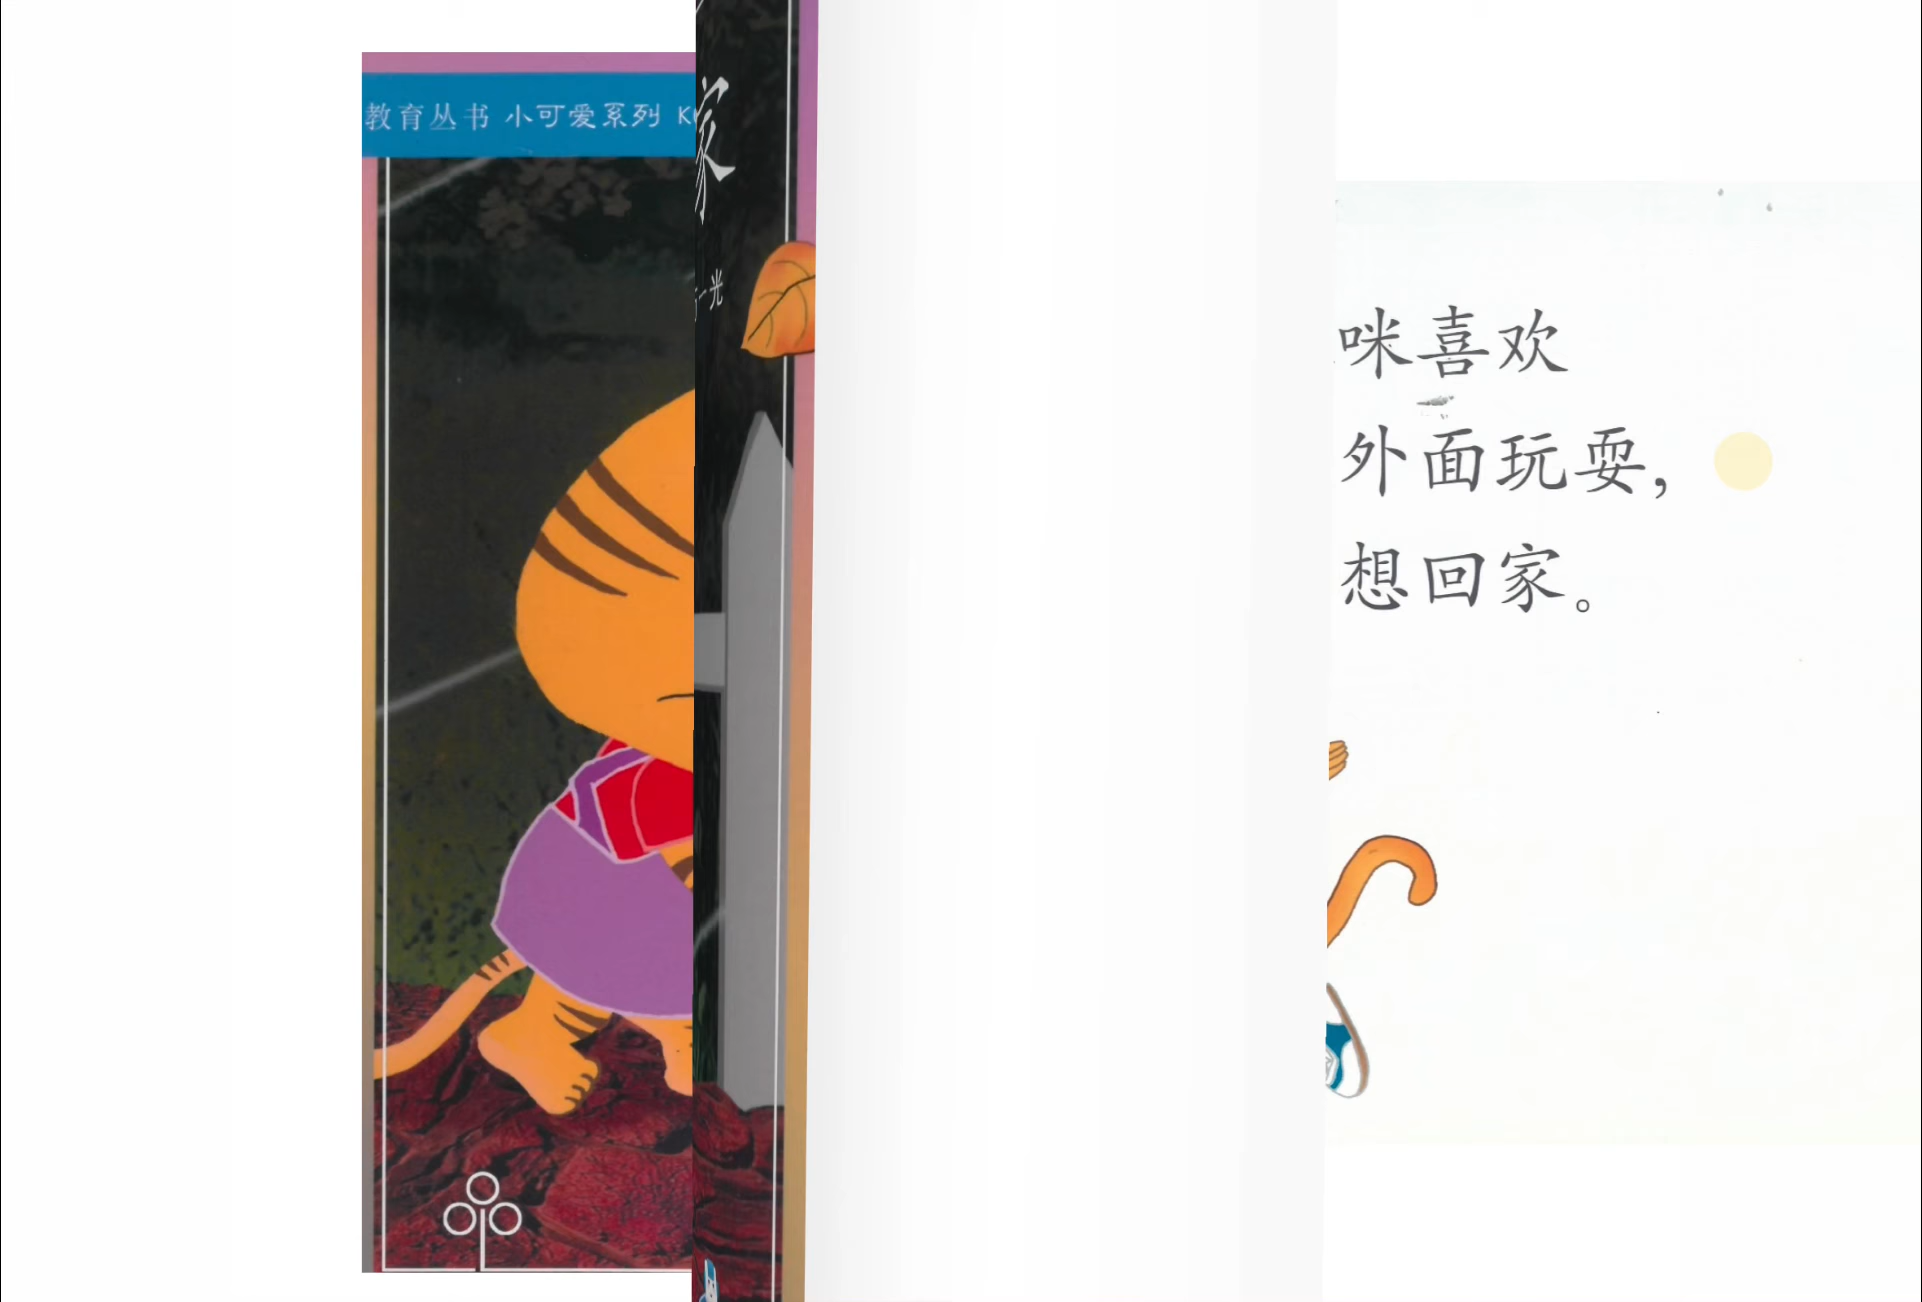 教育丛书 小可爱系列 K
家
一光
咪喜欢
外面玩耍，
想回家。